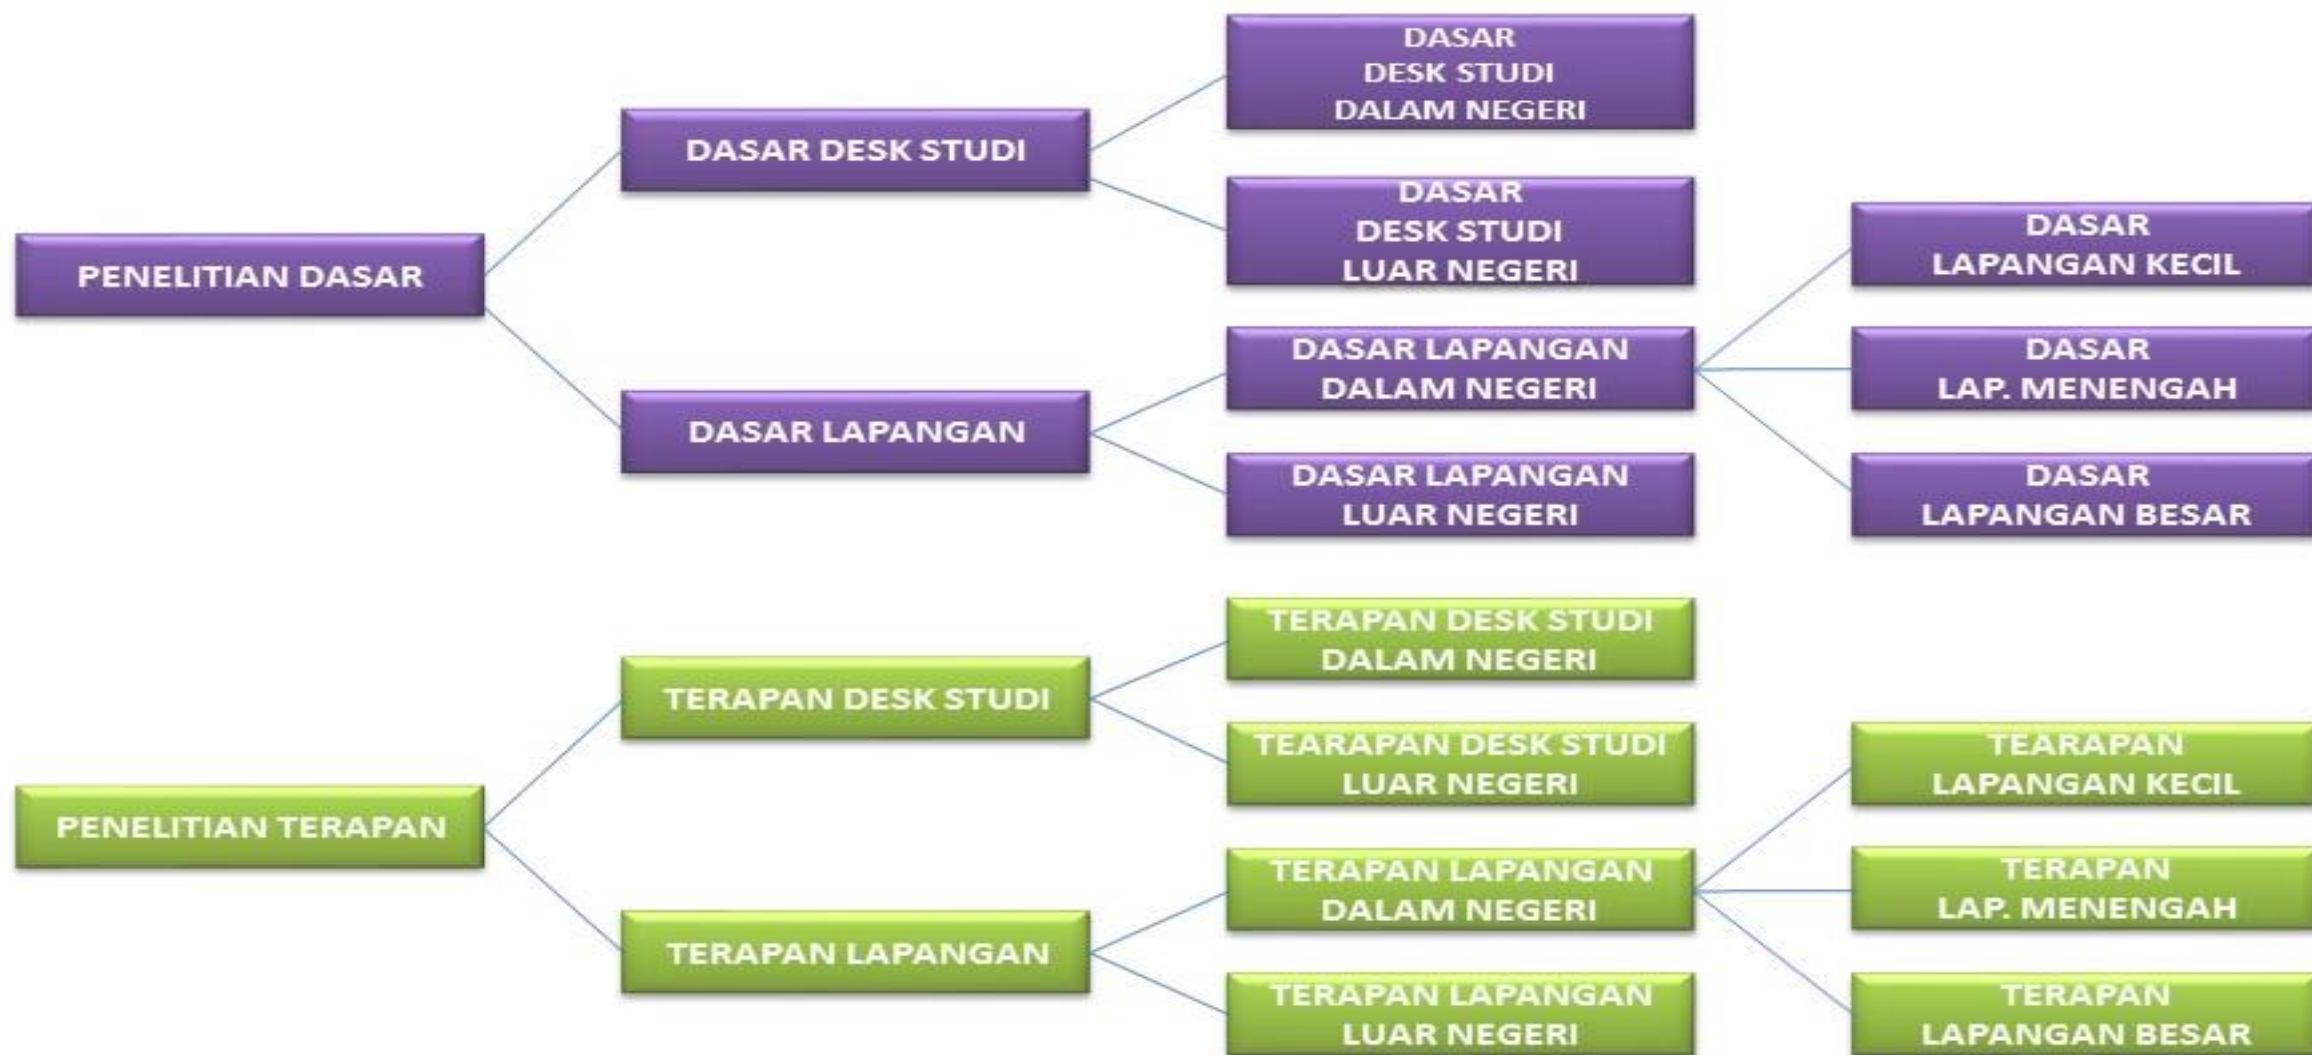 PENELITIAN DASAR
DASAR DESK STUDI
DASAR
DESK STUDI
DALAM NEGERI
DASAR
DESK STUDI
LUAR NEGERI
DASAR LAPANGAN
DASAR LAPANGAN
DALAM NEGERI
DASAR
LAPANGAN KECIL
DASAR
LAP. MENENGAH
DASAR
LAPANGAN BESAR
DASAR LAPANGAN
LUAR NEGERI
PENELITIAN TERAPAN
TERAPAN DESK STUDI
TERAPAN DESK STUDI
DALAM NEGERI
TEARAPAN DESK STUDI
LUAR NEGERI
TERAPAN LAPANGAN
TERAPAN LAPANGAN
DALAM NEGERI
TEARAPAN
LAPANGAN KECIL
TERAPAN
LAP. MENENGAH
TERAPAN
LAPANGAN BESAR
TERAPAN LAPANGAN
LUAR NEGERI